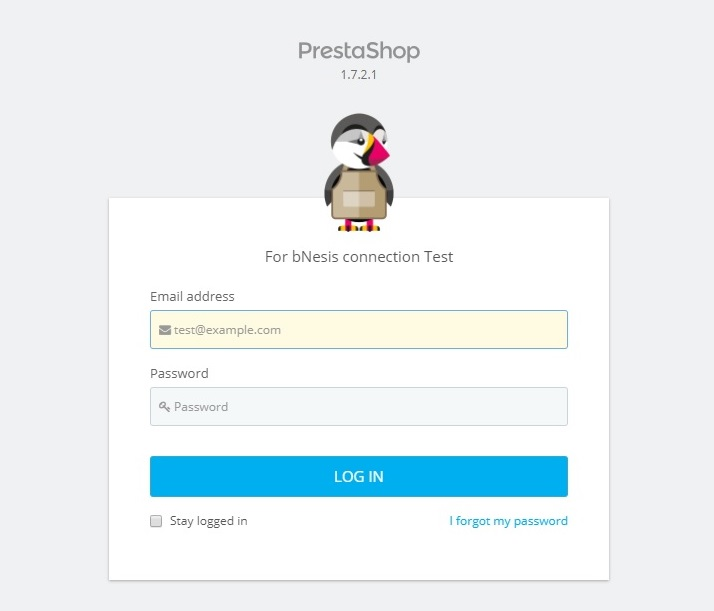 PrestaShop
1.7.2.1
For bNesis connection Test
Email address
test@example.com
Password
Password
LOG IN
Stay logged in I forgot my password